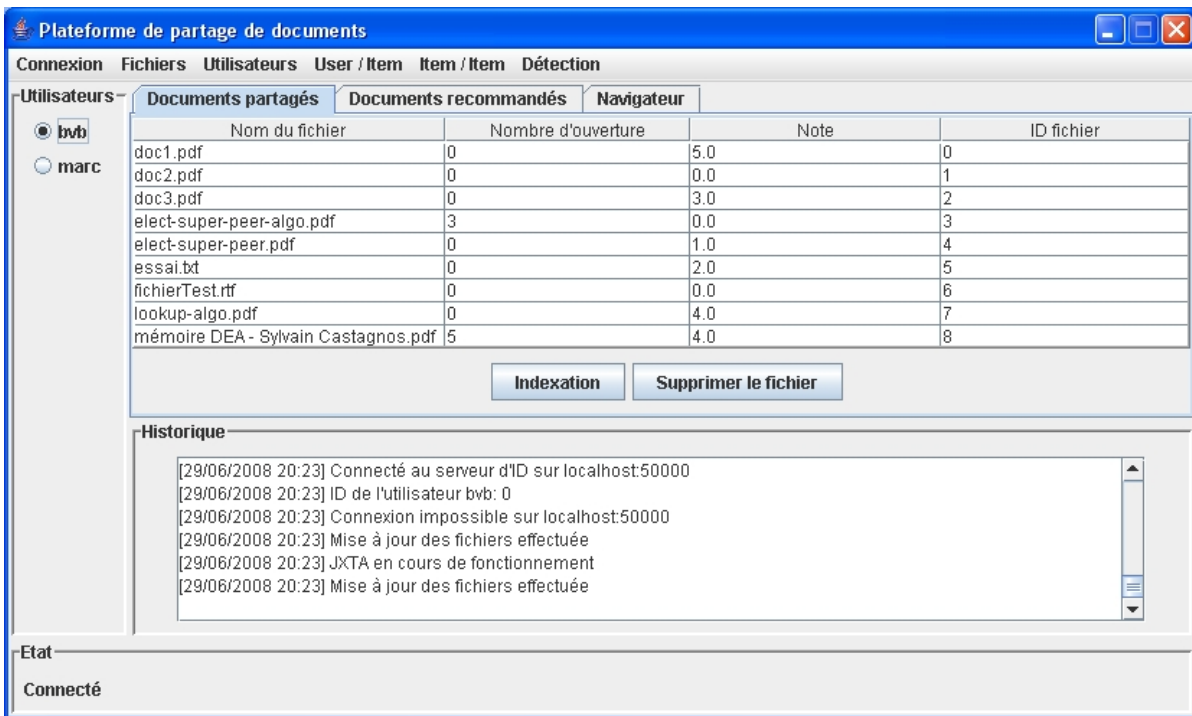 Plateforme de partage de documents
Connexion Fichiers Utilisateurs User / Item Item / Item Détection
Utilisateurs
bvb
marc
Documents partagés Documents recommandés Navigateur
Nom du fichier Nombre d'ouverture Note ID fichier
doc1.pdf 0 5.0 0
doc2.pdf 0 0.0 1
doc3.pdf 0 3.0 2
elect-super-peer-algo.pdf 3 0.0 3
elect-super-peer.pdf 0 1.0 4
essai.txt 0 2.0 5
fichierTest.rtf 0 0.0 6
lookup-algo.pdf 0 4.0 7
mémoire DEA - Sylvain Castagnos.pdf 5 4.0 8
Indexation Supprimer le fichier
Historique
[29/06/2008 20:23] Connecté au serveur d'ID sur localhost:50000
[29/06/2008 20:23] ID de l'utilisateur bvb: 0
[29/06/2008 20:23] Connexion impossible sur localhost:50000
[29/06/2008 20:23] Mise à jour des fichiers effectuée
[29/06/2008 20:23] JXTA en cours de fonctionnement
[29/06/2008 20:23] Mise à jour des fichiers effectuée
Etat
Connecté